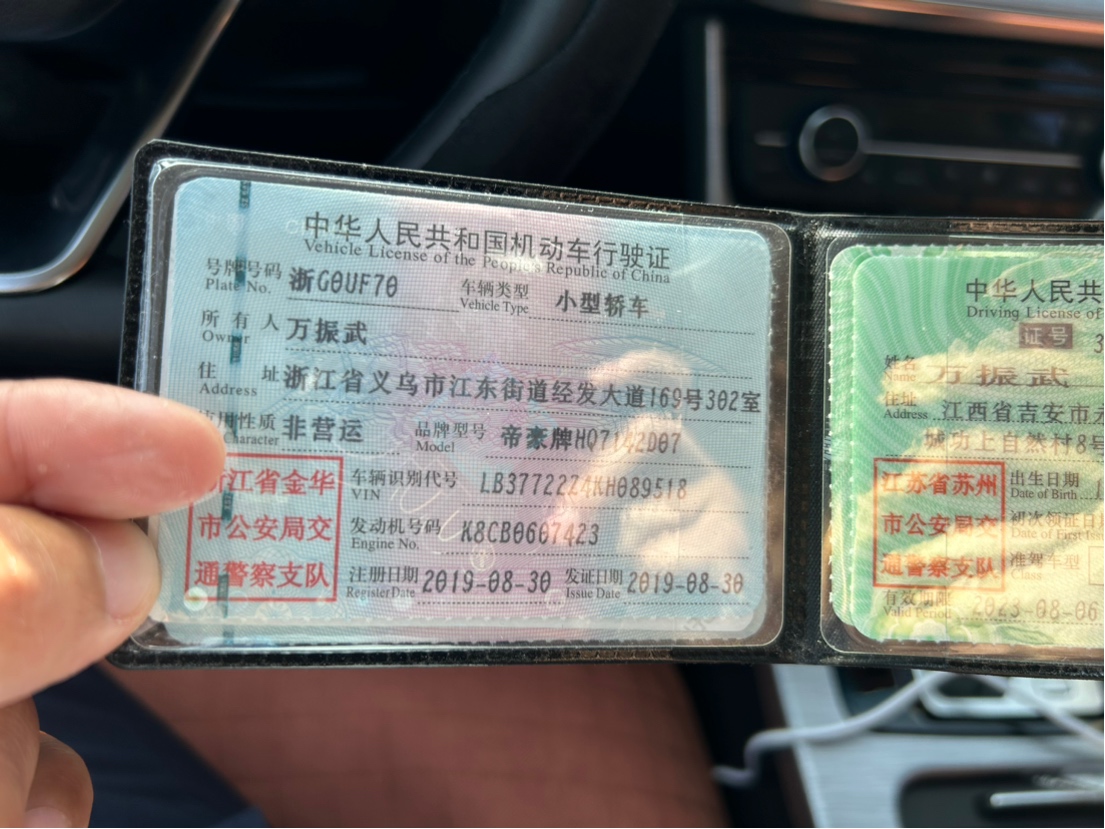 中华人民共和国机动车行驶证
Vehicle License of the People's Republic of China
号牌号码 浙G0UF70 车辆类型 小型轿车
Plate No. Vehicle Type
所有人 万振武
Owner
住址 浙江省义乌市江东街道经发大道169号302室
Address
使用性质 非营运 品牌型号 帝豪牌HQ7142D07
Character Model
浙江省金华
市公安局交
通警察支队
车辆识别代号 LB3772224KH089518
VIN
发动机号码 K8CB0607423
Engine No.
注册日期 2019-08-30 发证日期 2019-08-30
Register Date Issue Date
中华人民共
Driving License of
证号 3
姓名 万振武
Name
住址 江西省吉安市永
Address
城功上自然村8号
江苏省苏州
市公安局交
通警察支队
出生日期
Date of Birth
初次领证日期
Date of First Issue
准驾车型
Class
有效期限 2023-08-06
Valid Period